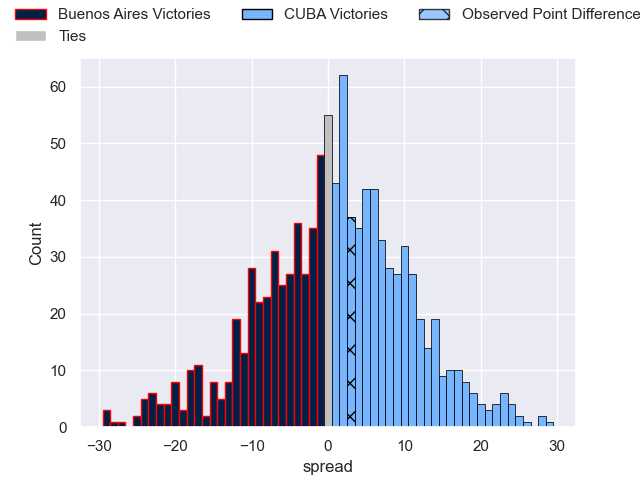 Buenos Aires Victories
CUBA Victories
Observed Point Difference
Ties
60
50
40
30
20
10
0
Count
−30
−20
−10
0
10
20
30
spread